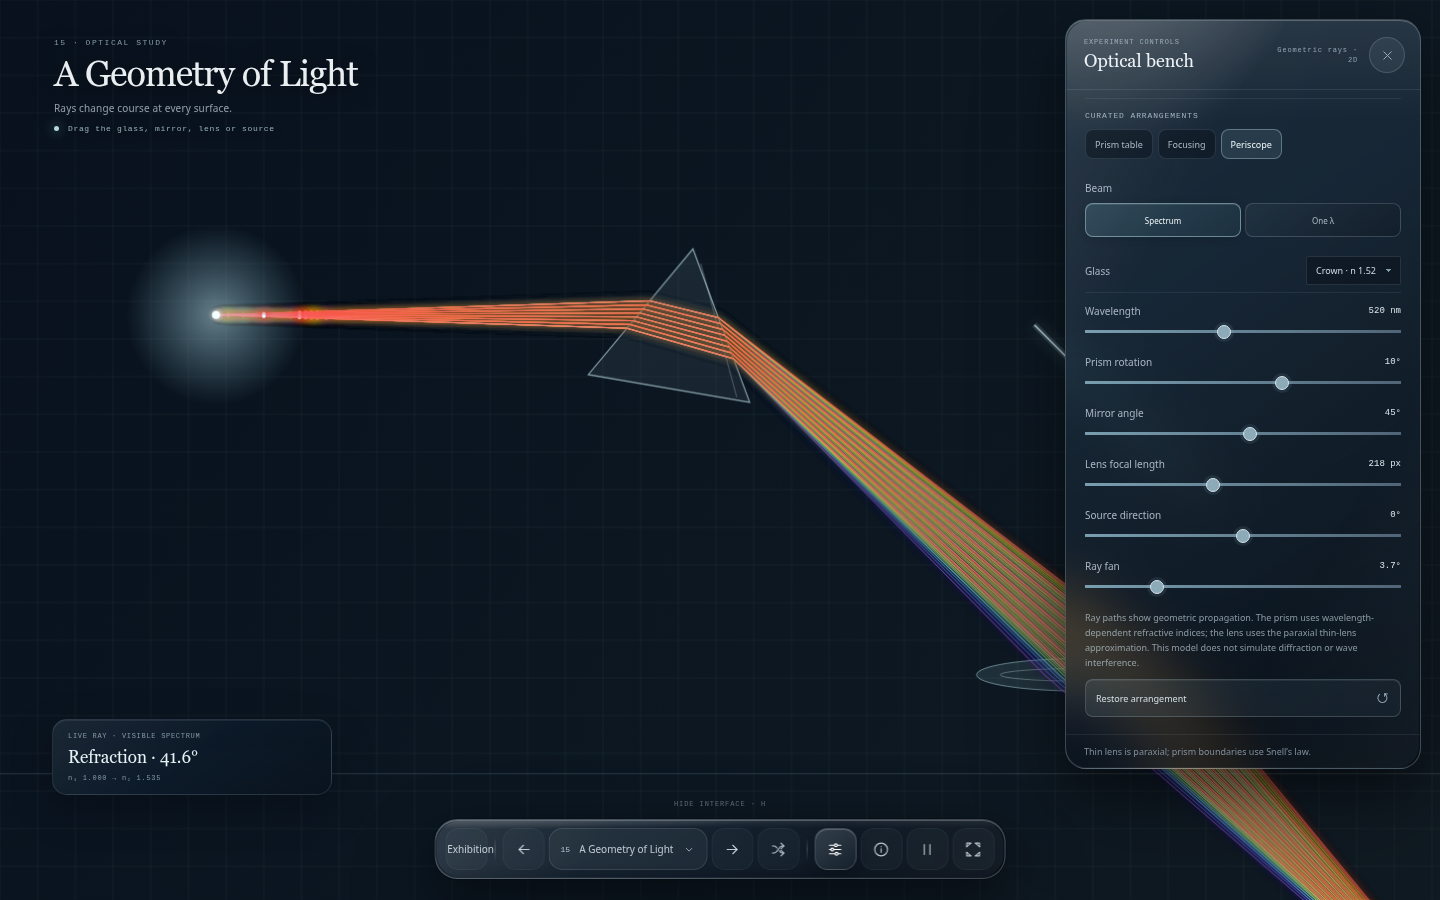 15 · OPTICAL STUDY
A Geometry of Light
Rays change course at every surface.
Drag the glass, mirror, lens or source
EXPERIMENT CONTROLS
Optical bench
Geometric rays ·
2D
CURATED ARRANGEMENTS
Prism table
Focusing
Periscope
Beam
Spectrum
One λ
Glass
Crown · n 1.52
Wavelength
520 nm
Prism rotation
10°
Mirror angle
45°
Lens focal length
218 px
Source direction
0°
Ray fan
3.7°
Ray paths show geometric propagation. The prism uses wavelength-
dependent refractive indices; the lens uses the paraxial thin-lens
approximation. This model does not simulate diffraction or wave
interference.
Restore arrangement
Thin lens is paraxial; prism boundaries use Snell's law.
LIVE RAY · VISIBLE SPECTRUM
Refraction · 41.6°
n₁ 1.000 → n₂ 1.535
HIDE INTERFACE · H
Exhibition
15 A Geometry of Light